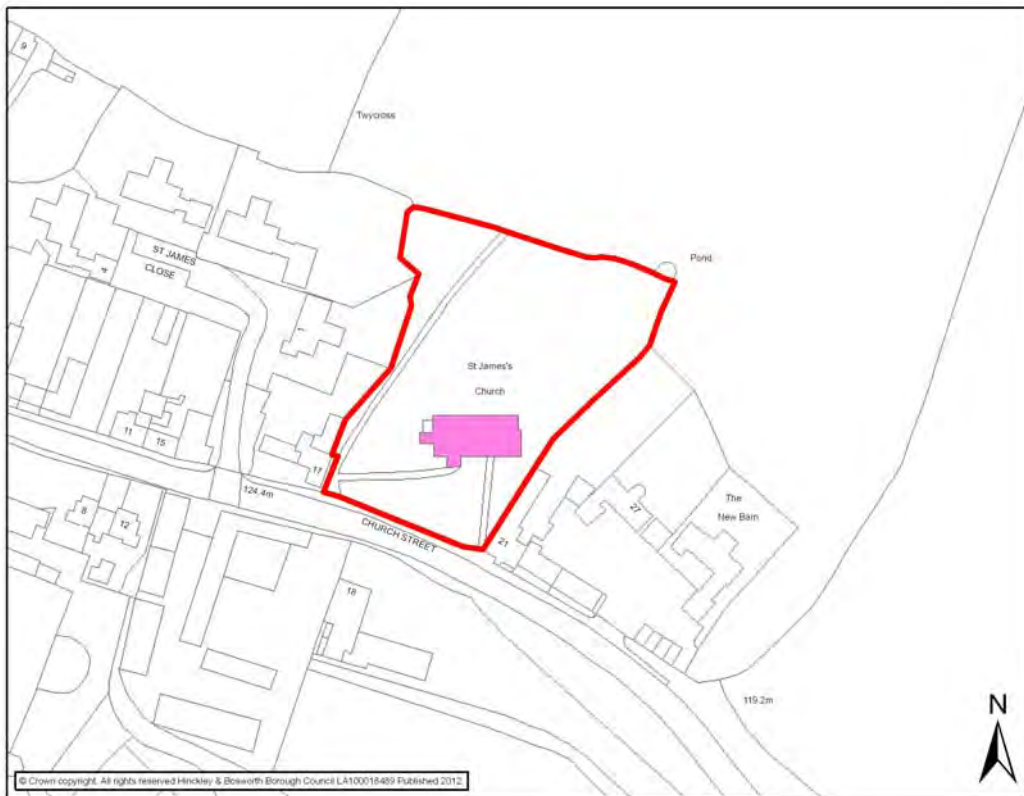 9
Twycross
ST JAMES
CLOSE
4
Pond
1
St James's
Church
11
15
17
124.4m
CHURCH STREET
8
12
21
27
The
New Barn
18
119.2m
N
© Crown copyright. All rights reserved Hinckley & Bosworth Borough Council LA100018489 Published 2012